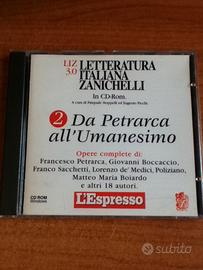 LIZ
3.0
LETTERATURA
ITALIANA
ZANICHELLI
In CD-Rom.
A cura di Pasquale Stoppelli ed Eugenio Picchi.
2 Da Petrarca
all'Umanesimo
Opere complete di:
Francesco Petrarca, Giovanni Boccaccio,
Franco Sacchetti, Lorenzo de' Medici, Poliziano,
Matteo Maria Boiardo
e altri 18 autori.
CD ROM
L'Espresso
subito